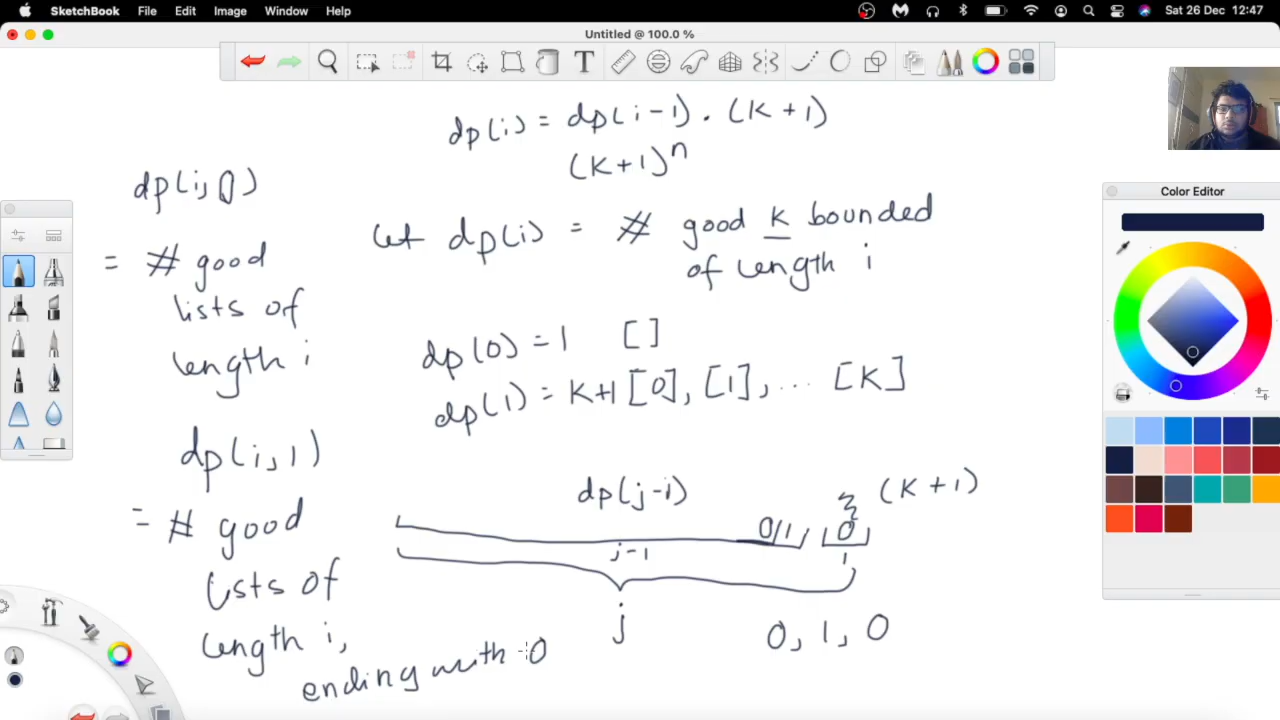 SketchBook File Edit Image Window Help Sat 26 Dec 12:47
Untitled @ 100.0 %
dp(i) = dp(i-1) . (K+1)
(K+1)^n
let dp(i) = # good k bounded
of length i
dp(0) = 1 []
dp(1) = K+1 [0], [1], ... [K]
dp(i, 0)
= # good
lists of
length i
dp(i, 1)
= # good
lists of
length i,
ending with 0
dp(j-i) (K+1)
0/1 0
j-1 1
j
0, 1, 0
Color Editor